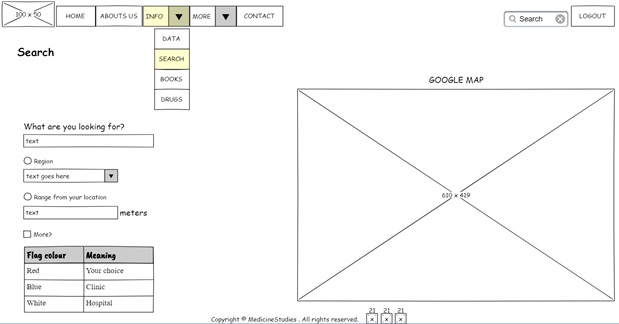 100 x 50
HOME
ABOUTS US
INFO
MORE
CONTACT
Search
LOGOUT
DATA
SEARCH
BOOKS
DRUGS
Search
GOOGLE MAP
610 x 419
What are you looking for?
text
Region
text goes here
Range from your location
text
meters
More?
Flag colour Meaning
Red Your choice
Blue Clinic
White Hospital
Copyright ® MedicineStudies . All rights reserved.
21 21 21
x x x